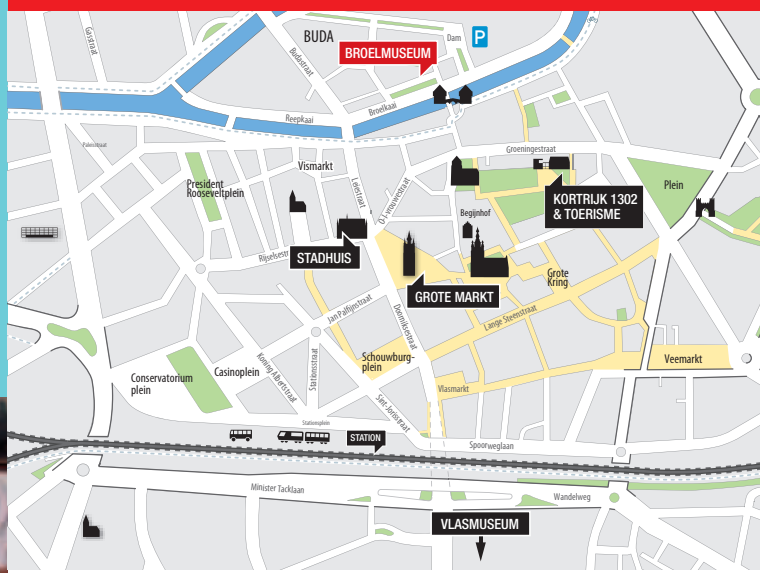 Gasstraat
BUDA
Budastraat
Dam
P
BROELMUSEUM
Broelkaai
Reepkaai
Groeningestraat
Vismarkt
Leiestraat
O-l-vrouwestraat
President
Rooseveltplein
Plein
KORTRIJK 1302
& TOERISME
Begijnhof
STADHUIS
Rijselsestraat
GROTE MARKT
Grote
Kring
Jan Palfijnstraat
Doorniksestraat
Lange Steenstraat
Schouwburg-
plein
Veemarkt
Conservatorium
plein
Casinoplein
Koning Albertstraat
Stationsstraat
Vlasmarkt
Sint-Jorisstraat
Stationsplein
STATION
Spoorweglaan
Minister Tacklaan
Wandelweg
VLASMUSEUM